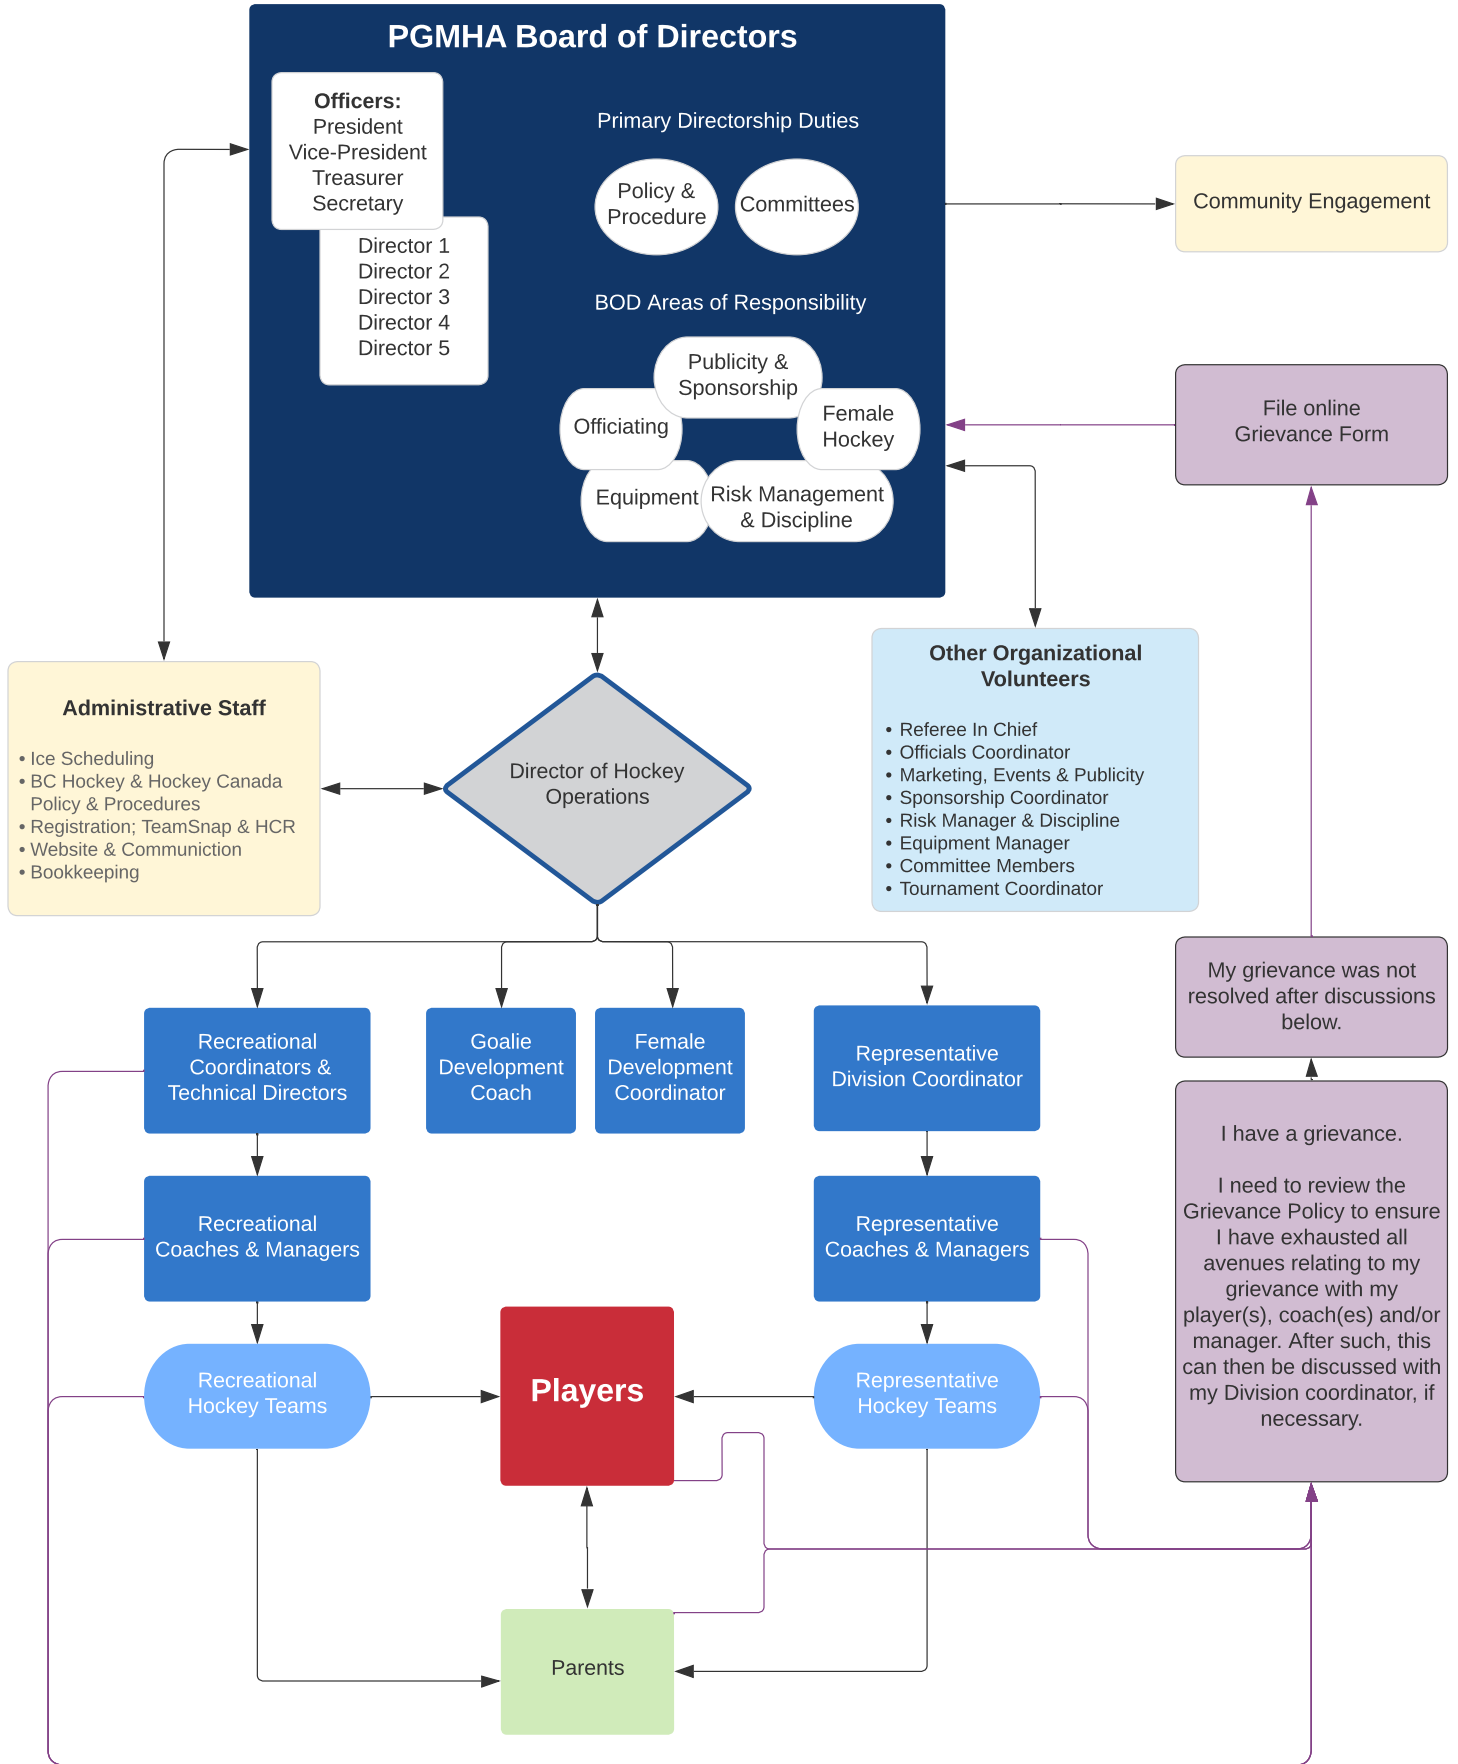 PGMHA Board of Directors
Officers:
President
Vice-President
Treasurer
Secretary
Director 1
Director 2
Director 3
Director 4
Director 5
Primary Directorship Duties
Policy &
Procedure
Committees
BOD Areas of Responsibility
Publicity &
Sponsorship
Officiating
Female
Hockey
Equipment
Risk Management
& Discipline
Community Engagement
File online
Grievance Form
Administrative Staff
• Ice Scheduling
• BC Hockey & Hockey Canada
Policy & Procedures
• Registration; TeamSnap & HCR
• Website & Communiction
• Bookkeeping
Director of Hockey
Operations
Other Organizational
Volunteers
• Referee In Chief
• Officials Coordinator
• Marketing, Events & Publicity
• Sponsorship Coordinator
• Risk Manager & Discipline
• Equipment Manager
• Committee Members
• Tournament Coordinator
My grievance was not
resolved after discussions
below.
Recreational
Coordinators &
Technical Directors
Goalie
Development
Coach
Female
Development
Coordinator
Representative
Division Coordinator
I have a grievance.
I need to review the
Grievance Policy to ensure
I have exhausted all
avenues relating to my
grievance with my
player(s), coach(es) and/or
manager. After such, this
can then be discussed with
my Division coordinator, if
necessary.
Recreational
Coaches & Managers
Representative
Coaches & Managers
Recreational
Hockey Teams
Players
Representative
Hockey Teams
Parents